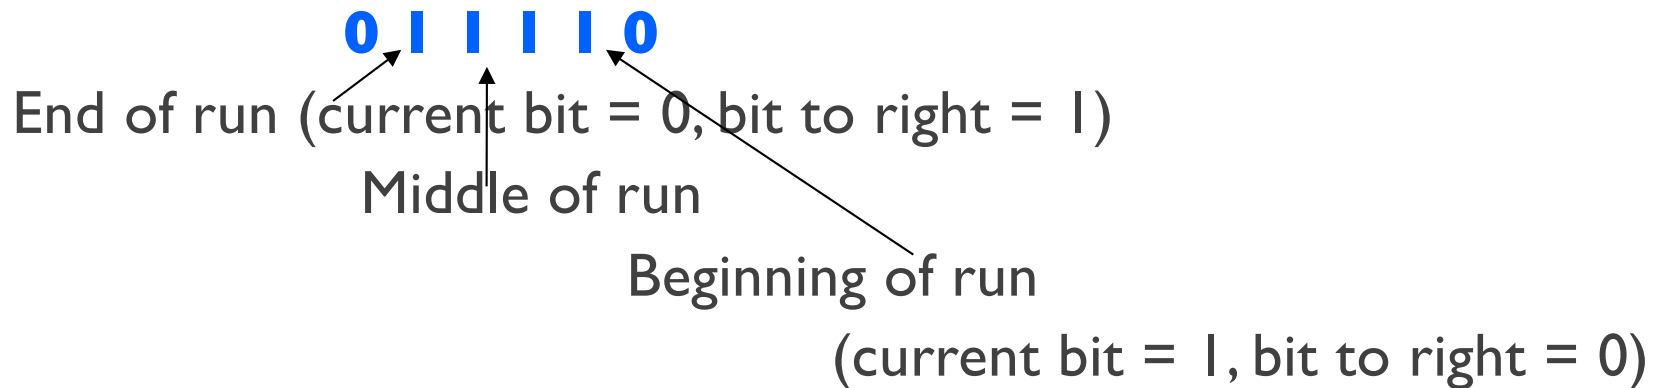 0 1 1 1 1 0
End of run (current bit = 0, bit to right = 1)
Middle of run
Beginning of run
(current bit = 1, bit to right = 0)